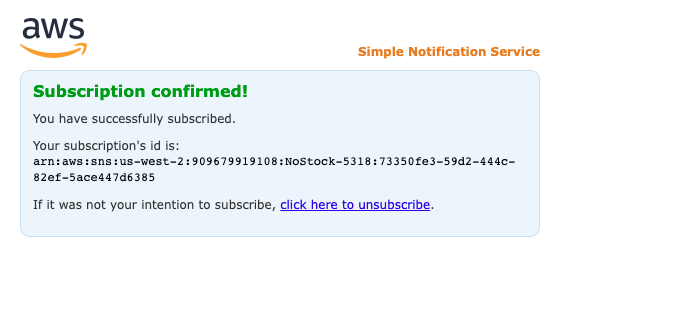 aws
Simple Notification Service
Subscription confirmed!
You have successfully subscribed.
Your subscription's id is:
arn:aws:sns:us-west-2:909679919108:NoStock-5318:73350fe3-59d2-444c-
82ef-5ace447d6385
If it was not your intention to subscribe, click here to unsubscribe.